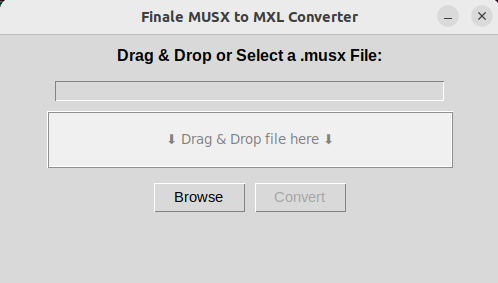 Finale MUSX to MXL Converter
Drag & Drop or Select a .musx File:
⬇ Drag & Drop file here ⬇
Browse
Convert